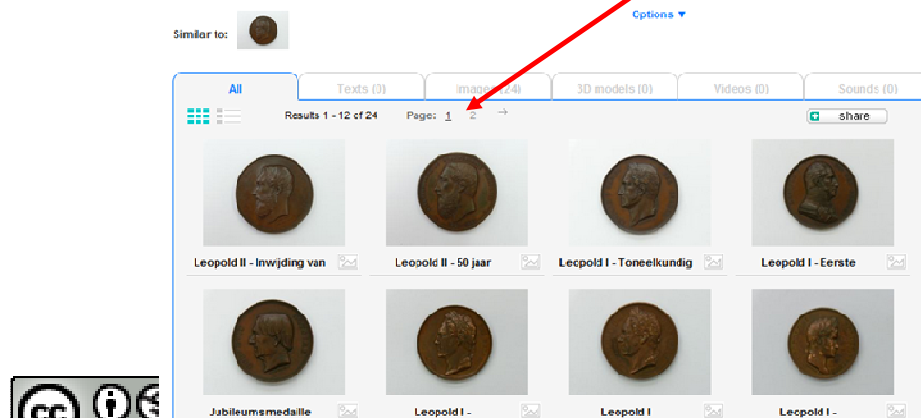 Options ▼
Similar to:
All Texts (0) Images (24) 3D models (0) Videos (0) Sounds (0)
Results 1 - 12 of 24 Page: 1 2 → share
Leopold II - Inwijding van Leopold II - 50 jaar Leopold I - Toneelkundig Leopold I - Eerste
Jubileumsmedaille Leopold I - Leopold I Leopold I -
cc